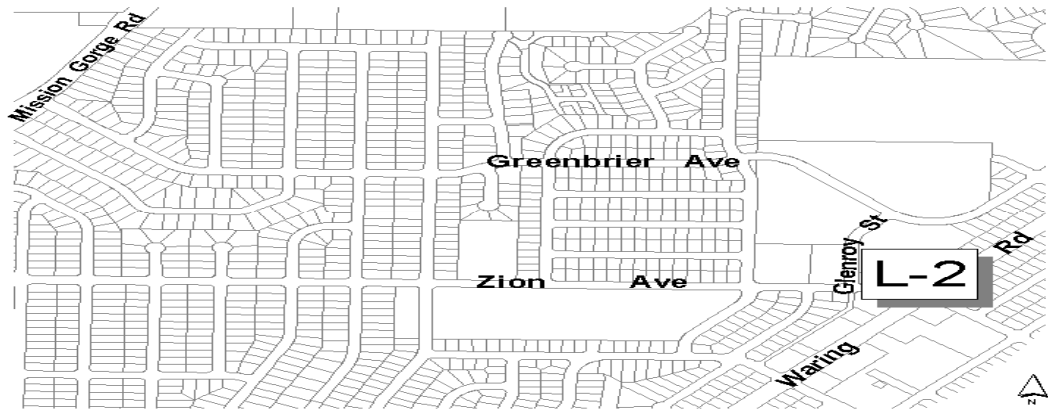 Mission Gorge Rd
Greenbrier Ave
Glenroy St
Zion Ave
L-2
Waring Rd
N